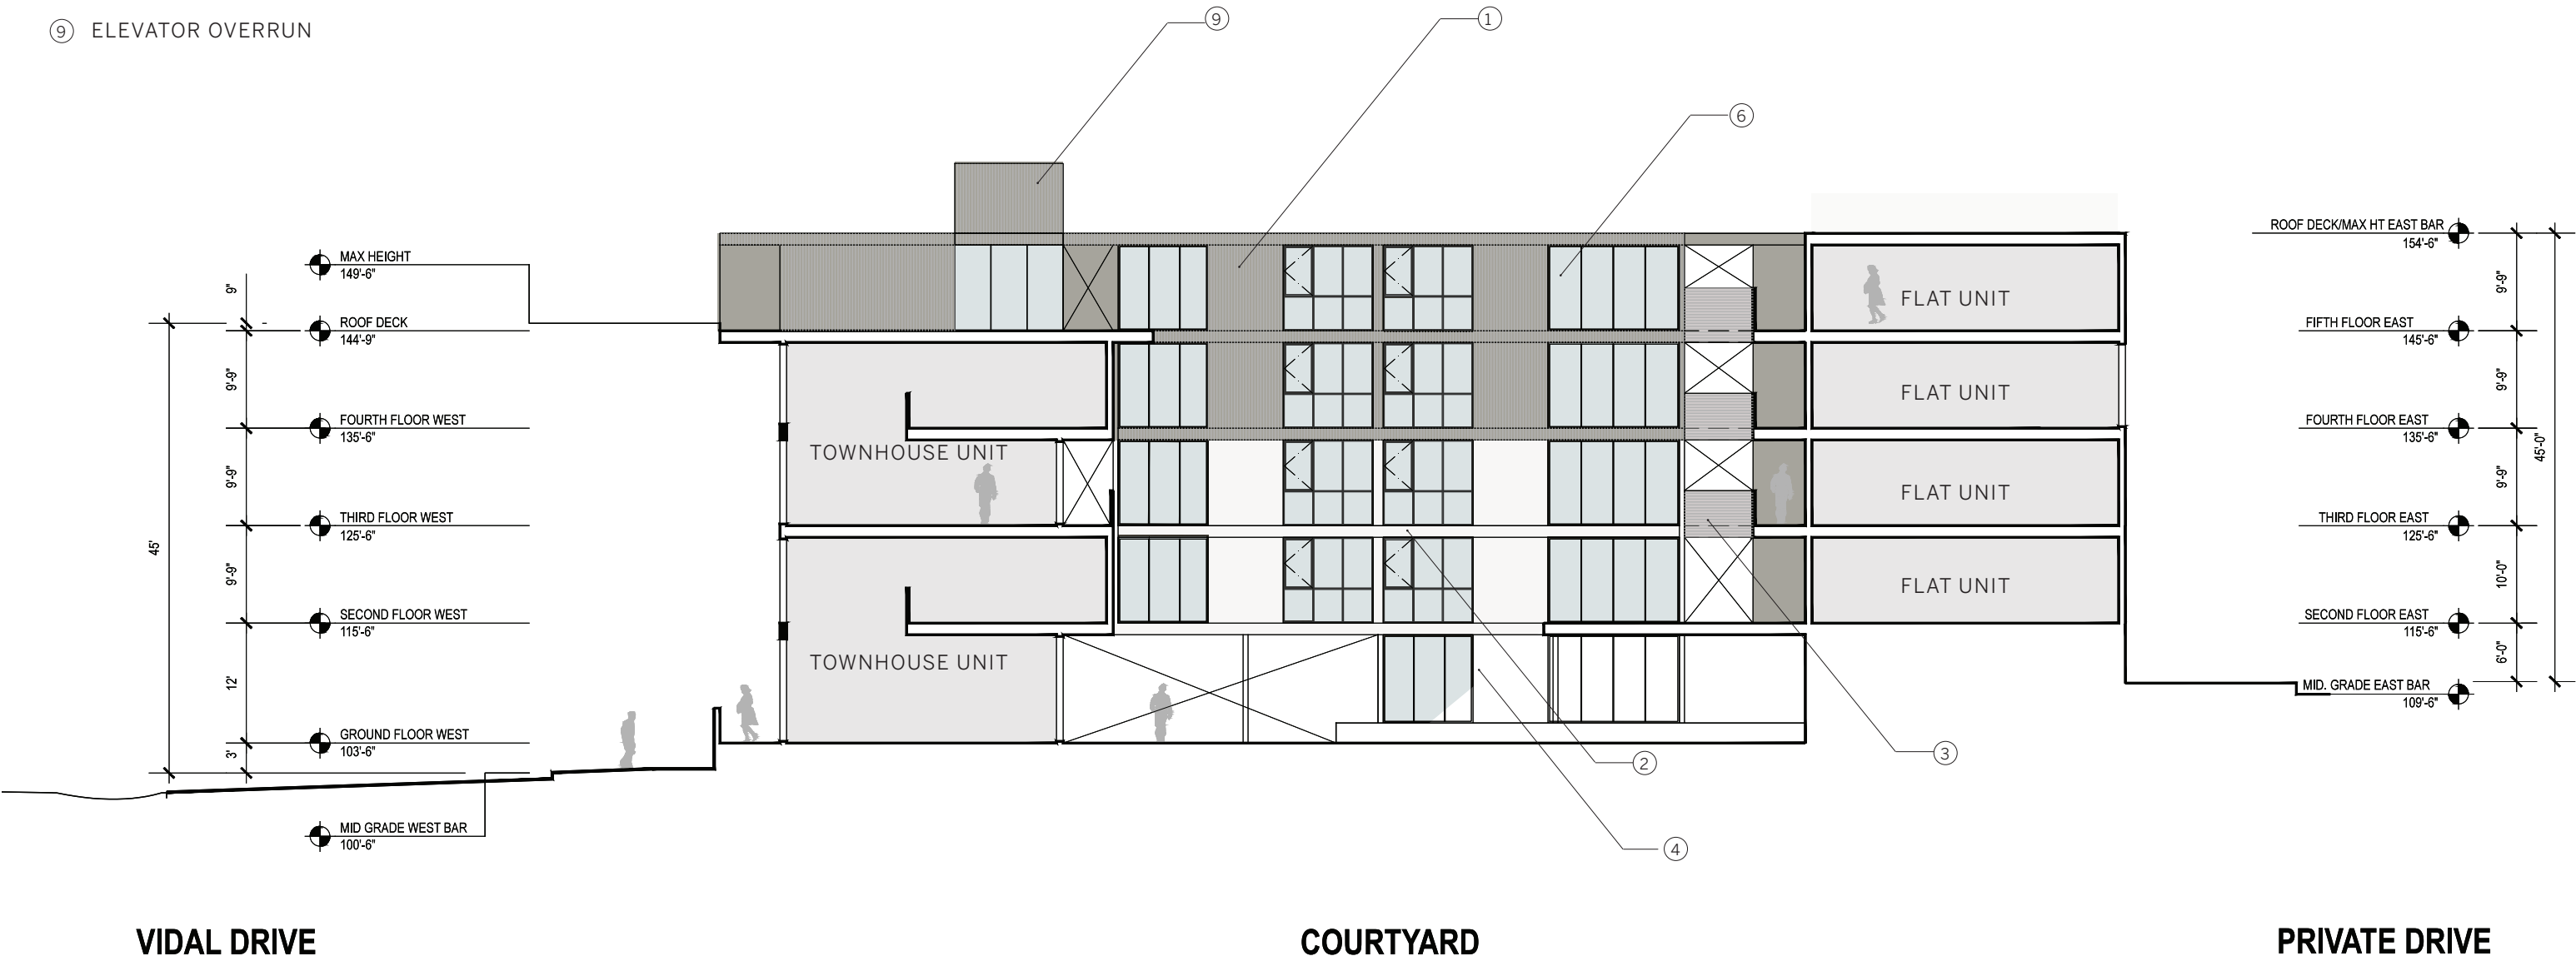 9 ELEVATOR OVERRUN
9
1
6
MAX HEIGHT
149'-6"
ROOF DECK
144'-9"
FOURTH FLOOR WEST
135'-6"
THIRD FLOOR WEST
125'-6"
SECOND FLOOR WEST
115'-6"
GROUND FLOOR WEST
103'-6"
MID GRADE WEST BAR
100'-6"
45'
9"
9'-9"
9'-9"
9'-9"
12'
3'
TOWNHOUSE UNIT
TOWNHOUSE UNIT
FLAT UNIT
FLAT UNIT
FLAT UNIT
FLAT UNIT
2
3
4
ROOF DECK/MAX HT EAST BAR
154'-6"
FIFTH FLOOR EAST
145'-6"
FOURTH FLOOR EAST
135'-6"
THIRD FLOOR EAST
125'-6"
SECOND FLOOR EAST
115'-6"
MID. GRADE EAST BAR
109'-6"
9'-9"
9'-9"
9'-9"
10'-0"
6'-0"
45'-0"
VIDAL DRIVE
COURTYARD
PRIVATE DRIVE